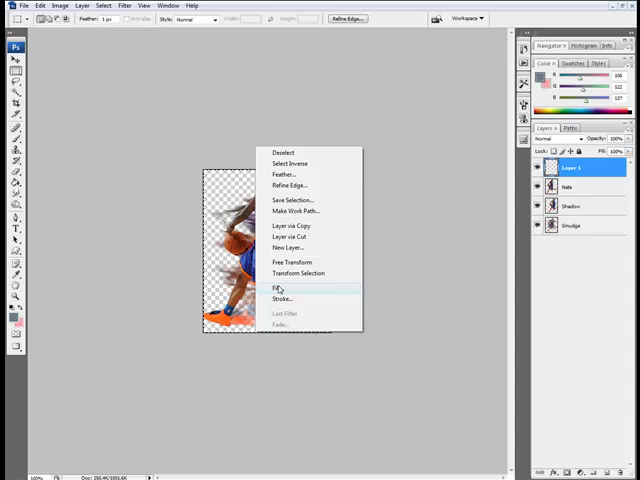 File Edit Image Layer Select Filter View Window Help
Feather: 1 px Anti-alias Style: Normal Width: Height: Refine Edge... Workspace
Ps
Navigator Histogram Info
Color Swatches Styles
R 106
G 122
B 137
Layers Paths
Normal Opacity: 100%
Lock: Fill: 100%
Layer 1
Nate
Shadow
Smudge
Deselect
Select Inverse
Feather...
Refine Edge...
Save Selection...
Make Work Path...
Layer via Copy
Layer via Cut
New Layer...
Free Transform
Transform Selection
Stroke...
Last Filter
Fade...
100% Doc: 250.4K/1001.6K